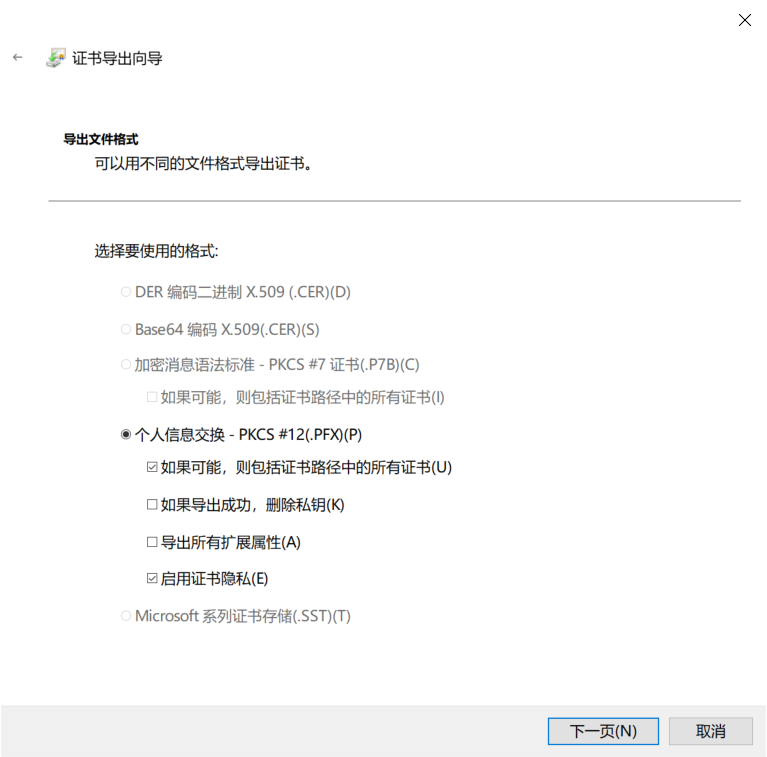 证书导出向导
导出文件格式
可以用不同的文件格式导出证书。
选择要使用的格式:
DER 编码二进制 X.509 (.CER)(D)
Base64 编码 X.509(.CER)(S)
加密消息语法标准 - PKCS #7 证书(.P7B)(C)
如果可能，则包括证书路径中的所有证书(I)
个人信息交换 - PKCS #12(.PFX)(P)
如果可能，则包括证书路径中的所有证书(U)
如果导出成功，删除私钥(K)
导出所有扩展属性(A)
启用证书隐私(E)
Microsoft 系列证书存储(.SST)(T)
下一页(N)
取消